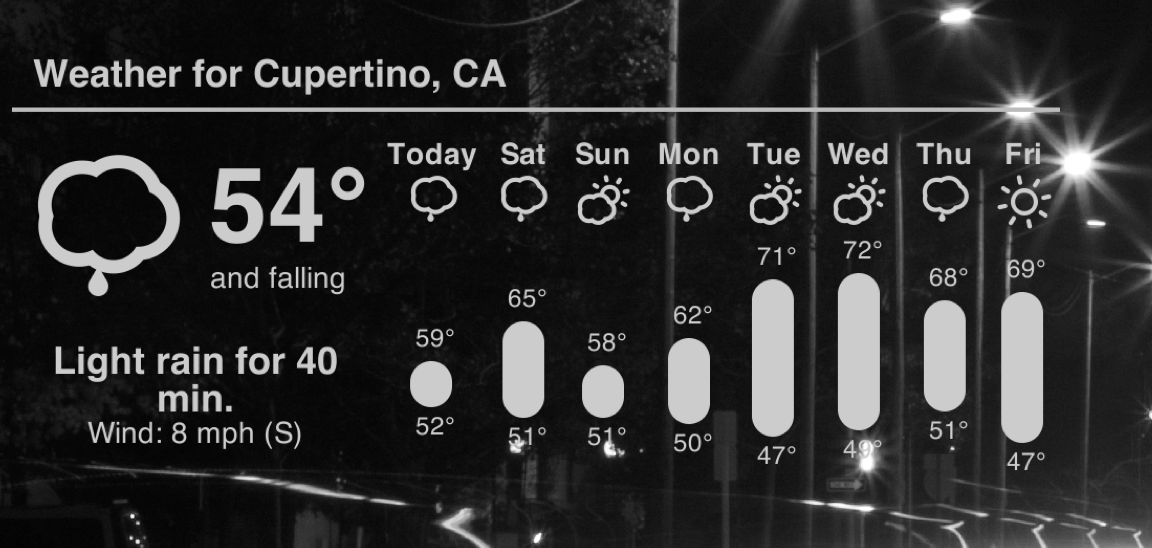 Weather for Cupertino, CA
Today Sat Sun Mon Tue Wed Thu Fri
54°
and falling
Light rain for 40
min.
Wind: 8 mph (S)
59° 65° 58° 62° 71° 72° 68° 69°
52° 51° 51° 50° 47° 49° 51° 47°